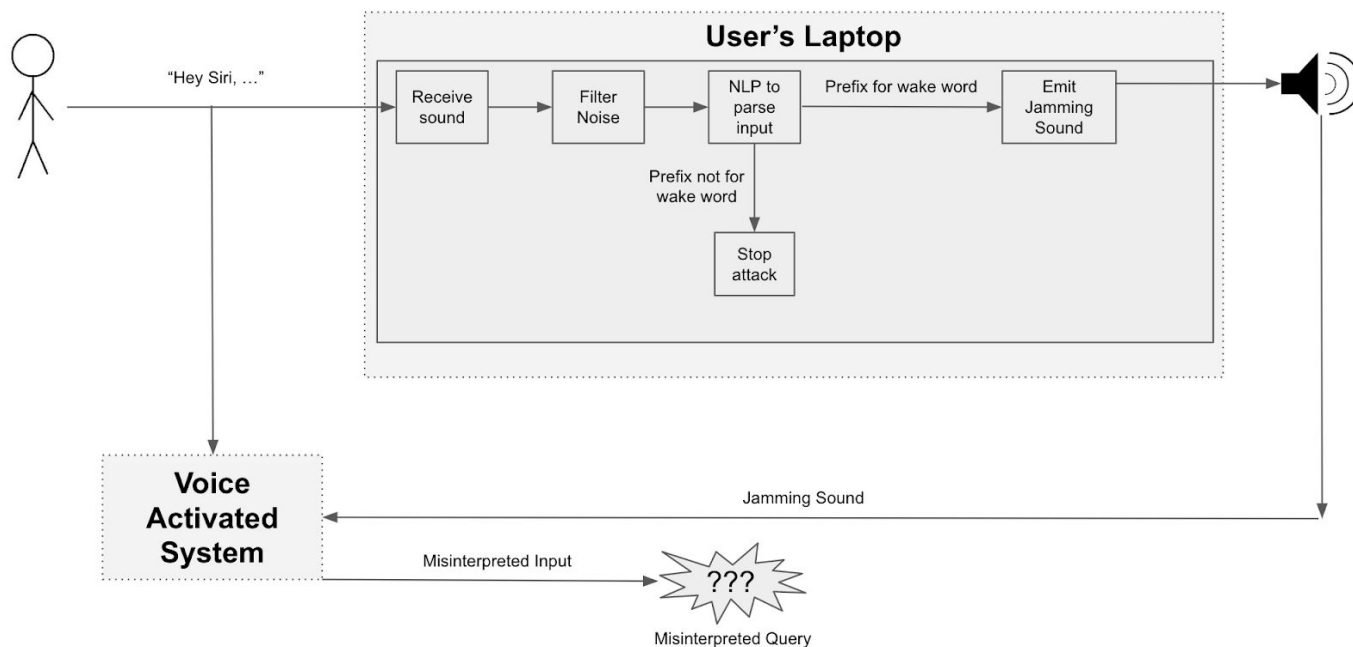 User’s Laptop
“Hey Siri, …”
Receive
sound
Filter
Noise
NLP to
parse
input
Prefix for wake word
Emit
Jamming
Sound
Prefix not for
wake word
Stop
attack
Voice
Activated
System
Jamming Sound
Misinterpreted Input
???
Misinterpreted Query